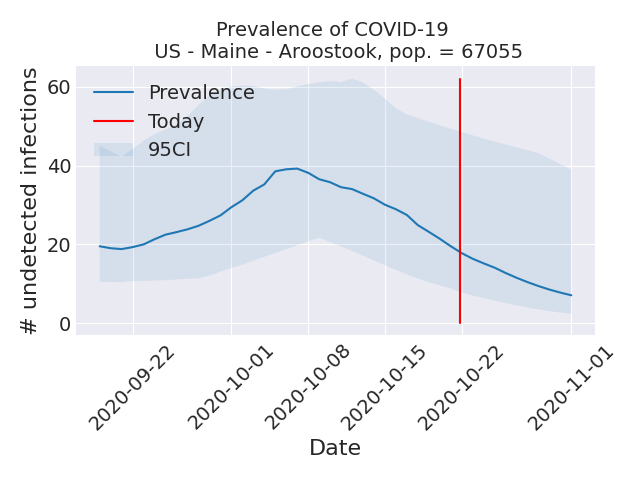 Prevalence of COVID-19
US - Maine - Aroostook, pop. = 67055
# undetected infections
60
40
20
0
Prevalence
Today
95CI
2020-09-22
2020-10-01
2020-10-08
2020-10-15
2020-10-22
2020-11-01
Date